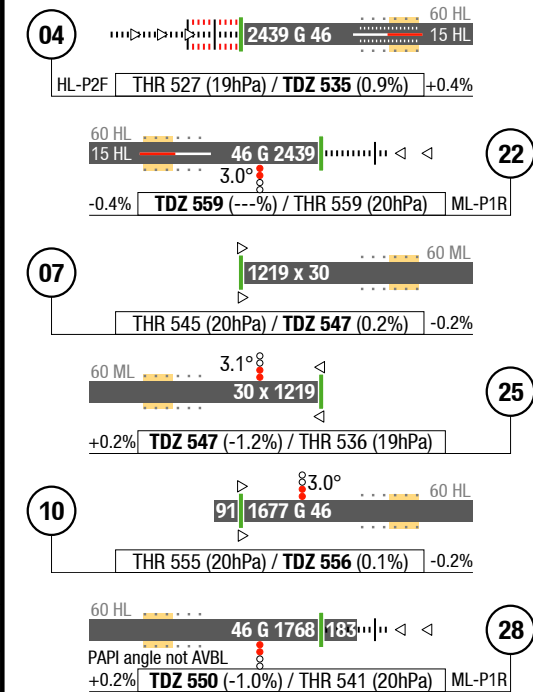 60 HL
04
2439 G 46
15 HL
HL-P2F THR 527 (19hPa) / TDZ 535 (0.9%) +0.4%
60 HL
15 HL 46 G 2439
22
3.0°
-0.4% TDZ 559 (---%) / THR 559 (20hPa) ML-P1R
60 ML
07
1219 x 30
THR 545 (20hPa) / TDZ 547 (0.2%) -0.2%
60 ML
3.1°
30 x 1219
25
+0.2% TDZ 547 (-1.2%) / THR 536 (19hPa)
3.0°
60 HL
10
91 1677 G 46
THR 555 (20hPa) / TDZ 556 (0.1%) -0.2%
60 HL
46 G 1768 183
28
PAPI angle not AVBL
+0.2% TDZ 550 (-1.0%) / THR 541 (20hPa) ML-P1R